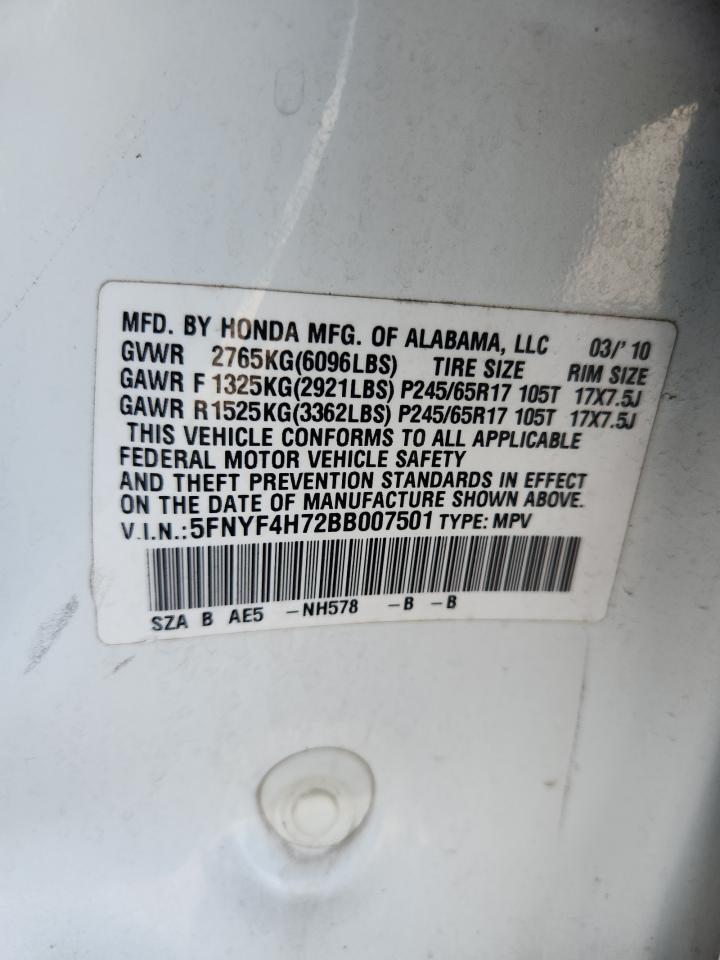 MFD. BY HONDA MFG. OF ALABAMA, LLC 03/'10
GVWR 2765KG(6096LBS) TIRE SIZE RIM SIZE
GAWR F 1325KG(2921LBS) P245/65R17 105T 17X7.5J
GAWR R1525KG(3362LBS) P245/65R17 105T 17X7.5J
THIS VEHICLE CONFORMS TO ALL APPLICABLE
FEDERAL MOTOR VEHICLE SAFETY
AND THEFT PREVENTION STANDARDS IN EFFECT
ON THE DATE OF MANUFACTURE SHOWN ABOVE.
V.I.N.:5FNYF4H72BB007501 TYPE: MPV
SZA B AE5 -NH578 -B -B